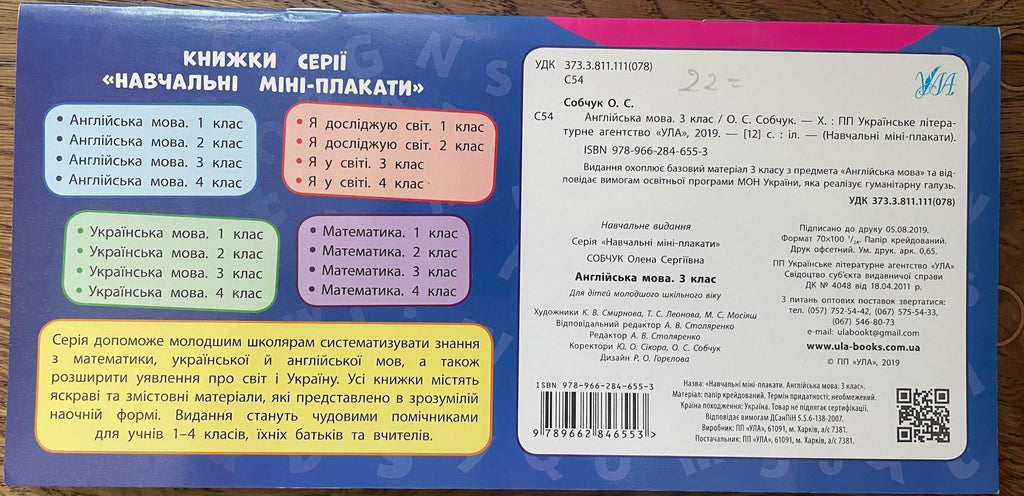 КНИЖКИ СЕРІЇ
«НАВЧАЛЬНІ МІНІ-ПЛАКАТИ»
• Англійська мова. 1 клас
• Англійська мова. 2 клас
• Англійська мова. 3 клас
• Англійська мова. 4 клас
• Я досліджую світ. 1 клас
• Я досліджую світ. 2 клас
• Я у світі. 3 клас
• Я у світі. 4 клас
• Українська мова. 1 клас
• Українська мова. 2 клас
• Українська мова. 3 клас
• Українська мова. 4 клас
• Математика. 1 клас
• Математика. 2 клас
• Математика. 3 клас
• Математика. 4 клас
Серія допоможе молодшим школярам систематизувати знання
з математики, української й англійської мов, а також
розширити уявлення про світ і Україну. Усі книжки містять
яскраві та змістовні матеріали, які представлено в зрозумілій
наочній формі. Видання стануть чудовими помічниками
для учнів 1–4 класів, їхніх батьків та вчителів.
УДК 373.3.811.111(078)
С54
22=
УЛА
Собчук О. С.
С54 Англійська мова. 3 клас / О. С. Собчук. — Х. : ПП Українське літера-
турне агентство «УЛА», 2019. — [12] с. : іл. — (Навчальні міні-плакати).
ISBN 978-966-284-655-3
Видання охоплює базовий матеріал 3 класу з предмета «Англійська мова» та від-
повідає вимогам освітньої програми МОН України, яка реалізує гуманітарну галузь.
УДК 373.3.811.111(078)
Навчальне видання
Серія «Навчальні міні-плакати»
СОБЧУК Олена Сергіївна
Англійська мова. 3 клас
Для дітей молодшого шкільного віку
Художники К. В. Смирнова, Т. С. Леонова, М. С. Мосіяш
Відповідальний редактор А. В. Столяренко
Редактор А. В. Столяренко
Коректори Ю. О. Сікора, О. С. Собчук
Дизайн Р. О. Горєлова
Підписано до друку 05.08.2019.
Формат 70х100 1/24. Папір крейдований.
Друк офсетний. Ум. друк. арк. 0,65.
ПП Українське літературне агентство «УЛА»
Свідоцтво суб’єкта видавничої справи
ДК № 4048 від 18.04.2011 р.
З питань оптових поставок звертатися:
тел. (057) 752-54-42, (067) 575-54-33,
(067) 546-80-73
e-mail: ulabookt@gmail.com
www.ula-books.com.ua
© ПП «УЛА», 2019
ISBN 978-966-284-655-3
9 789662 846553 >
Назва: «Навчальні міні-плакати. Англійська мова. 3 клас».
Матеріал: папір крейдований. Термін придатності: необмежений.
Країна походження: Україна. Товар не підлягає сертифікації.
Відповідає вимогам ДСанПіН 5.5.6-138-2007.
Виробник: ПП «УЛА», 61091, м. Харків, а/с 7381.
Постачальник: ПП «УЛА», 61091, м. Харків, а/с 7381.